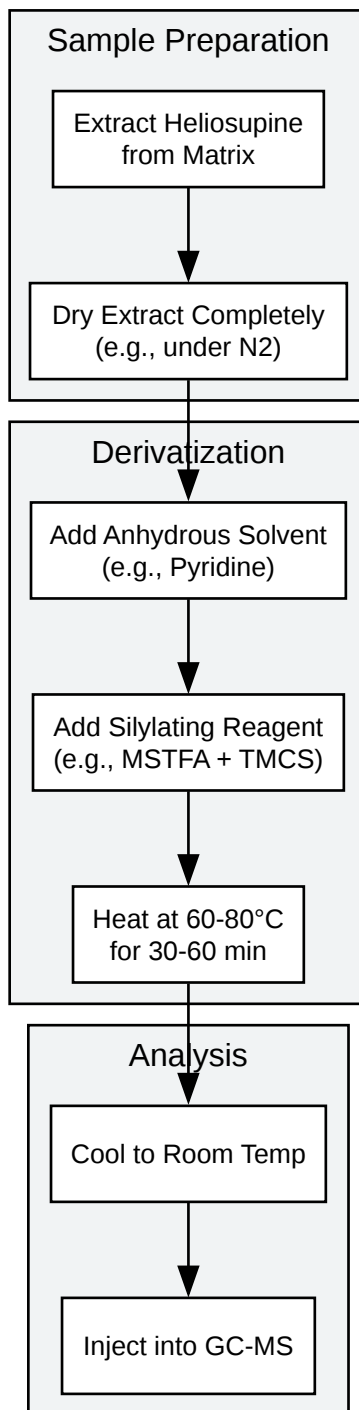 Sample Preparation
Extract Heliosupine
from Matrix
Dry Extract Completely
(e.g., under N2)
Derivatization
Add Anhydrous Solvent
(e.g., Pyridine)
Add Silylating Reagent
(e.g., MSTFA + TMCS)
Heat at 60-80°C
for 30-60 min
Analysis
Cool to Room Temp
Inject into GC-MS